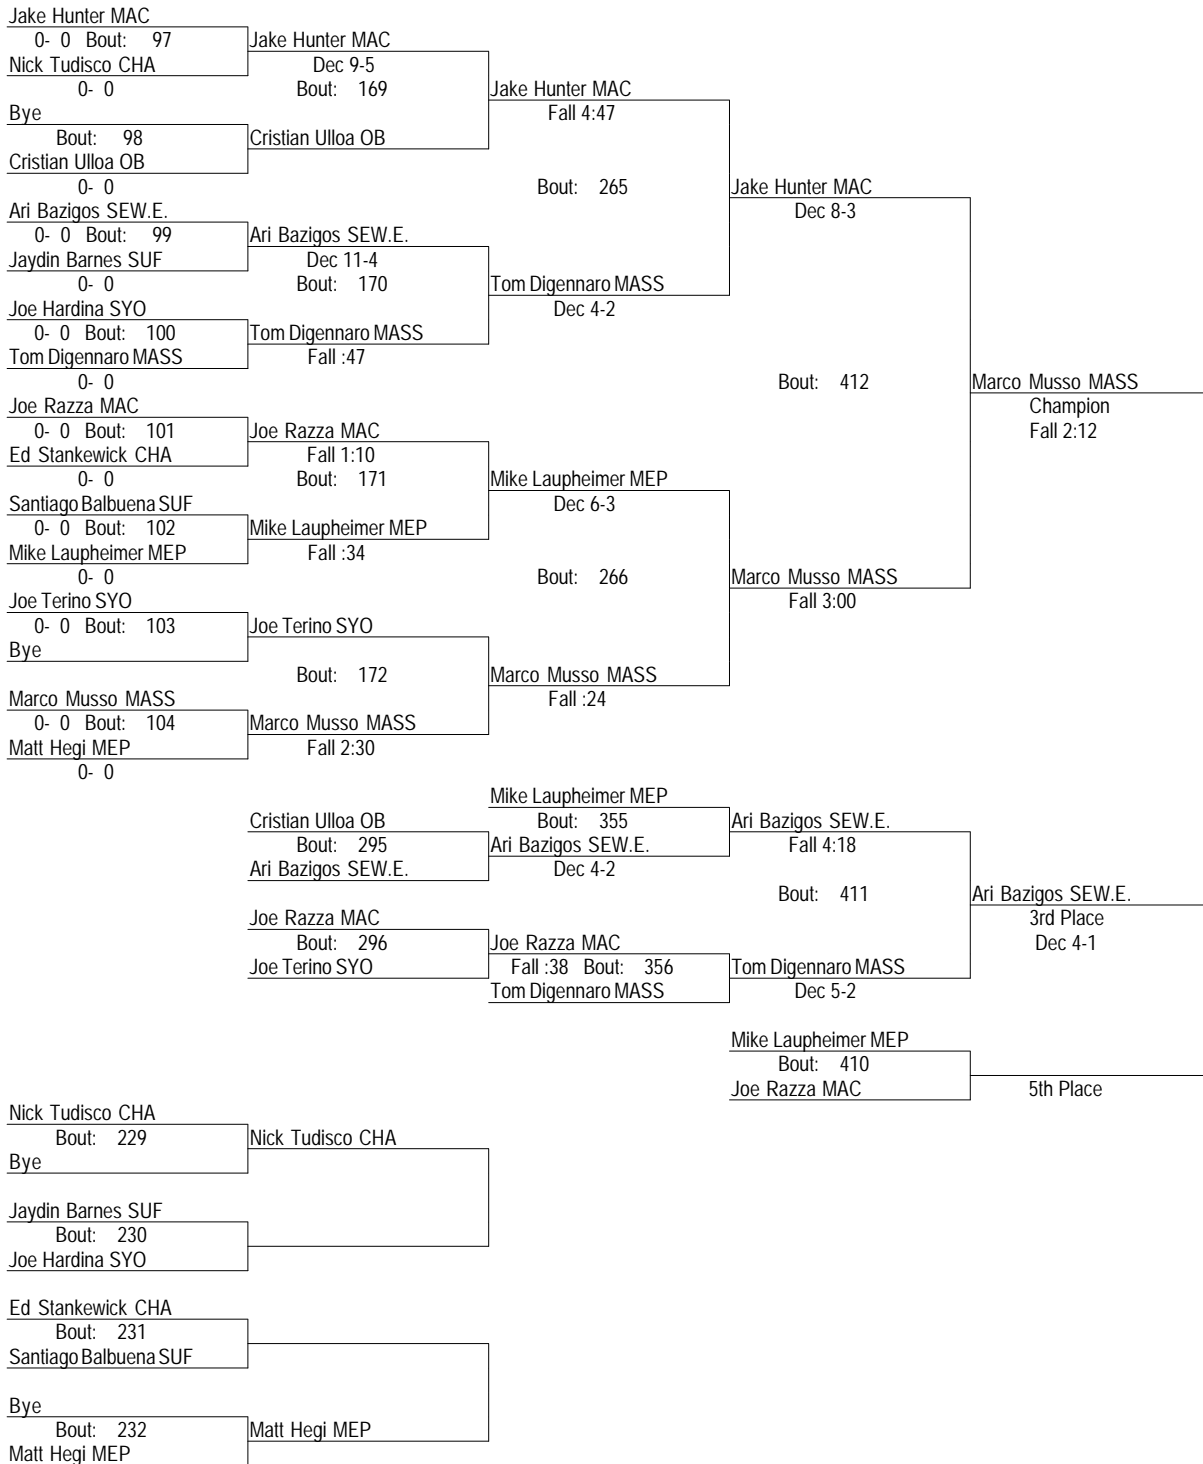 Jake Hunter MAC
0- 0 Bout: 97 Jake Hunter MAC
Nick Tudisco CHA Dec 9-5
0- 0 Bout: 169 Jake Hunter MAC
Bye Fall 4:47
Bout: 98 Cristian Ulloa OB
Cristian Ulloa OB
0- 0 Bout: 265 Jake Hunter MAC
Ari Bazigos SEW.E. Dec 8-3
0- 0 Bout: 99 Ari Bazigos SEW.E.
Jaydin Barnes SUF Dec 11-4
0- 0 Bout: 170 Tom Digennaro MASS
Joe Hardina SYO Dec 4-2
0- 0 Bout: 100 Tom Digennaro MASS
Tom Digennaro MASS Fall :47
0- 0 Bout: 412 Marco Musso MASS
Joe Razza MAC Champion
0- 0 Bout: 101 Joe Razza MAC Fall 2:12
Ed Stankewick CHA Fall 1:10
0- 0 Bout: 171 Mike Laupheimer MEP
Santiago Balbuena SUF Dec 6-3
0- 0 Bout: 102 Mike Laupheimer MEP
Mike Laupheimer MEP Fall :34
0- 0 Bout: 266 Marco Musso MASS
Joe Terino SYO Fall 3:00
0- 0 Bout: 103 Joe Terino SYO
Bye
Bout: 172 Marco Musso MASS
Marco Musso MASS Fall :24
0- 0 Bout: 104 Marco Musso MASS
Matt Hegi MEP Fall 2:30
0- 0
Mike Laupheimer MEP
Cristian Ulloa OB Bout: 355 Ari Bazigos SEW.E.
Bout: 295 Ari Bazigos SEW.E. Fall 4:18
Ari Bazigos SEW.E. Dec 4-2
Bout: 411 Ari Bazigos SEW.E.
Joe Razza MAC 3rd Place
Bout: 296 Joe Razza MAC Dec 4-1
Joe Terino SYO Fall :38 Bout: 356 Tom Digennaro MASS
Tom Digennaro MASS Dec 5-2
Mike Laupheimer MEP
Bout: 410
Joe Razza MAC 5th Place
Nick Tudisco CHA
Bout: 229 Nick Tudisco CHA
Bye
Jaydin Barnes SUF
Bout: 230
Joe Hardina SYO
Ed Stankewick CHA
Bout: 231
Santiago Balbuena SUF
Bye
Bout: 232 Matt Hegi MEP
Matt Hegi MEP